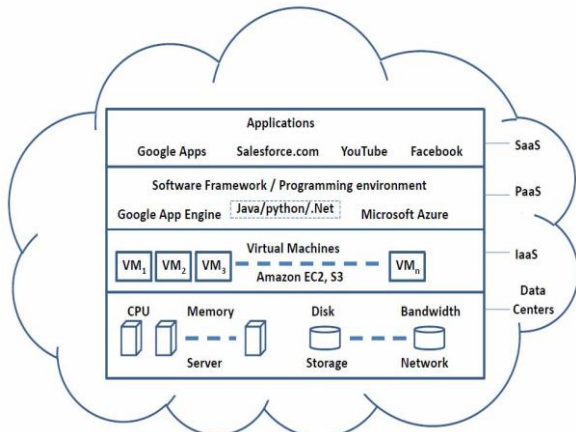 Applications
Google Apps Salesforce.com YouTube Facebook
SaaS
Software Framework / Programming environment
Google App Engine Java/python/.Net Microsoft Azure
PaaS
Virtual Machines
VM1 VM2 VM3 VMn
Amazon EC2, S3
IaaS
CPU Memory Disk Bandwidth
Server Storage Network
Data
Centers